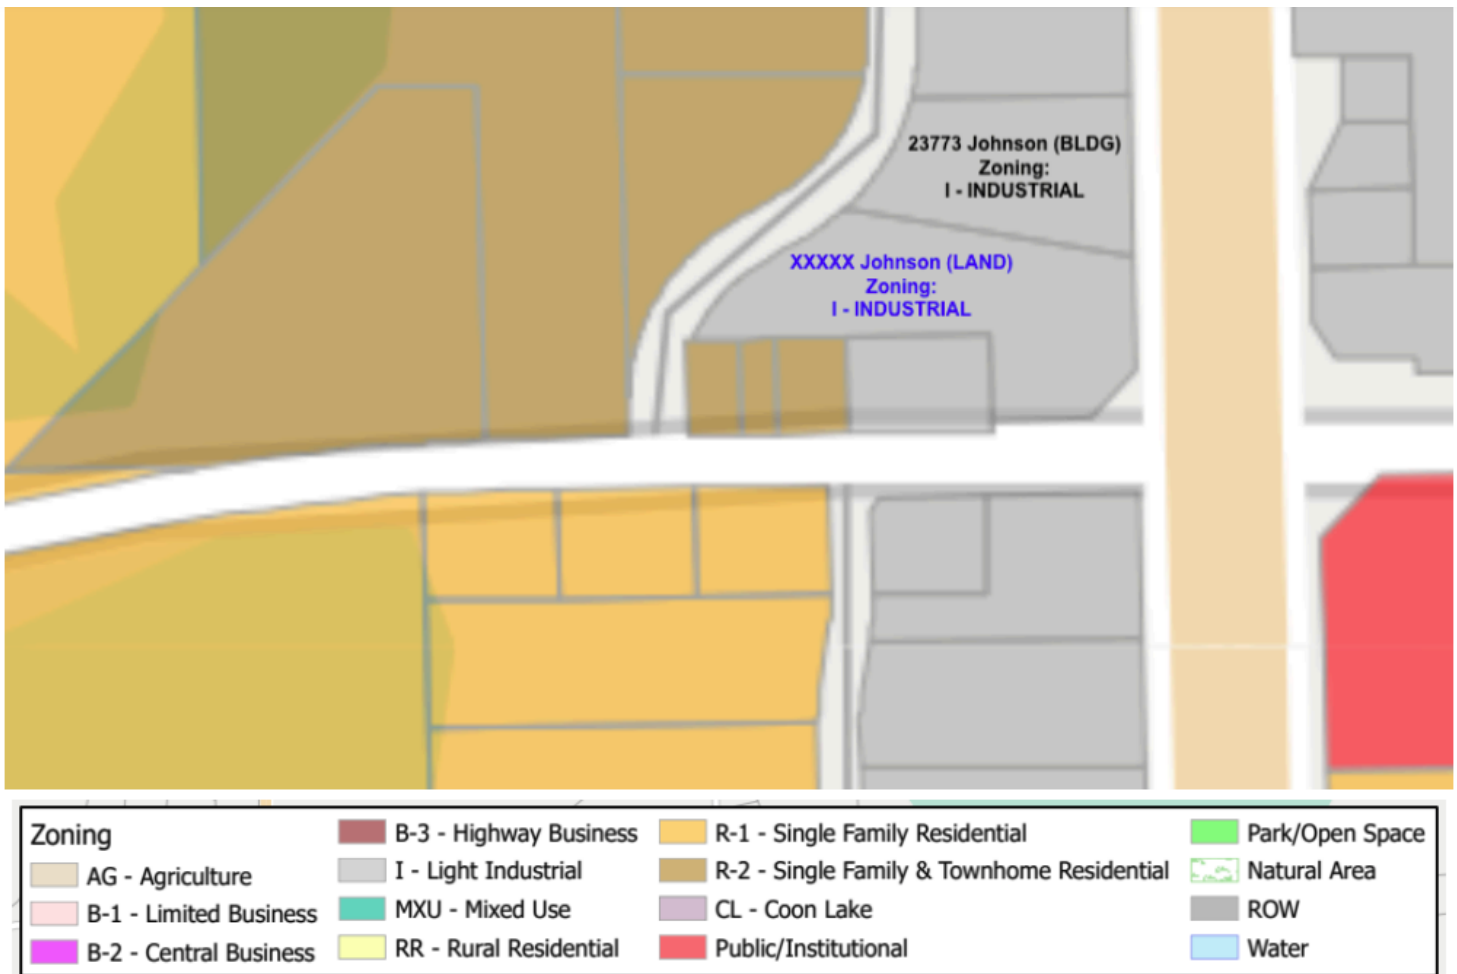 23773 Johnson (BLDG)
Zoning:
I - INDUSTRIAL
XXXXX Johnson (LAND)
Zoning:
I - INDUSTRIAL
Zoning
AG - Agriculture
B-1 - Limited Business
B-2 - Central Business
B-3 - Highway Business
I - Light Industrial
MXU - Mixed Use
RR - Rural Residential
R-1 - Single Family Residential
R-2 - Single Family & Townhome Residential
CL - Coon Lake
Public/Institutional
Park/Open Space
Natural Area
ROW
Water